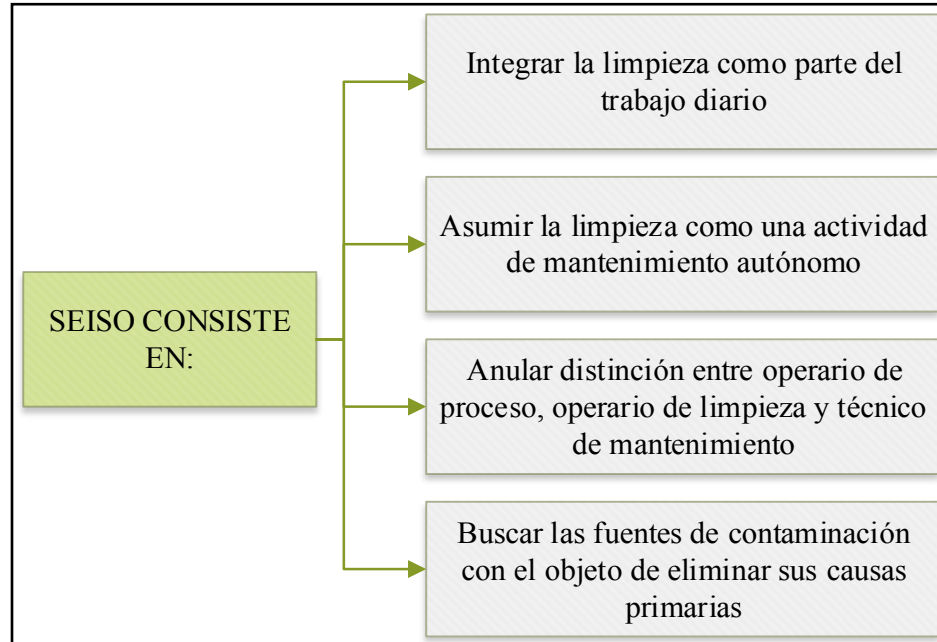 SEISO CONSISTE
EN:
Integrar la limpieza como parte del
trabajo diario
Asumir la limpieza como una actividad
de mantenimiento autónomo
Anular distinción entre operario de
proceso, operario de limpieza y técnico
de mantenimiento
Buscar las fuentes de contaminación
con el objeto de eliminar sus causas
primarias